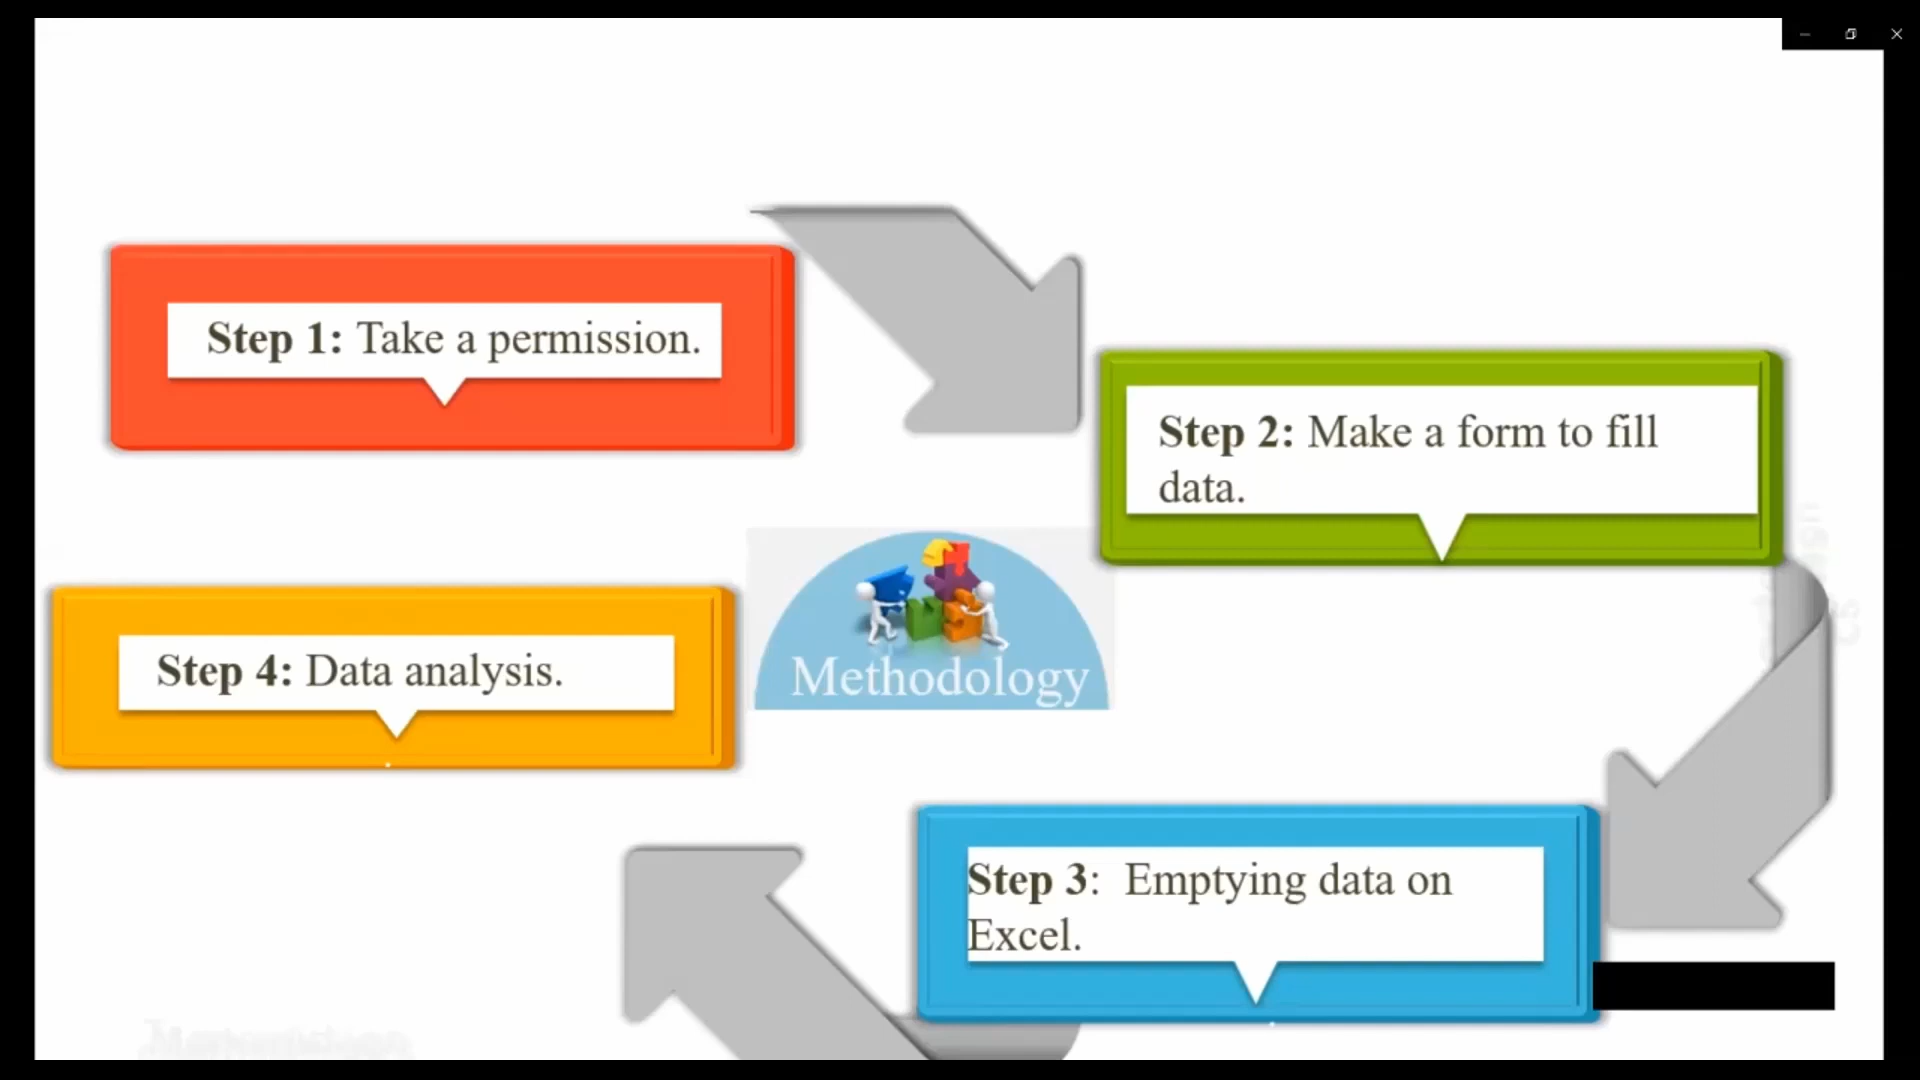 Step 1: Take a permission.
Step 2: Make a form to fill
data.
Methodology
Step 4: Data analysis.
Step 3:  Emptying data on
Excel.